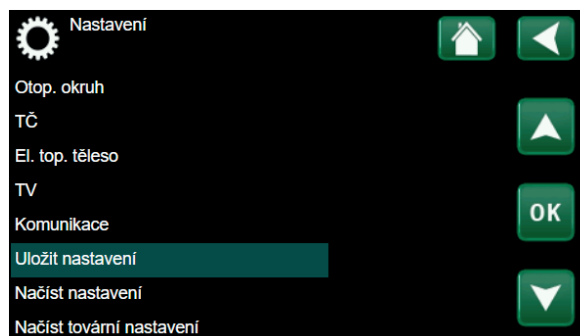 Nastavení
Otop. okruh
TČ
El. top. těleso
TV
Komunikace
Uložit nastavení
OK
Načíst nastavení
Načíst tovární nastavení